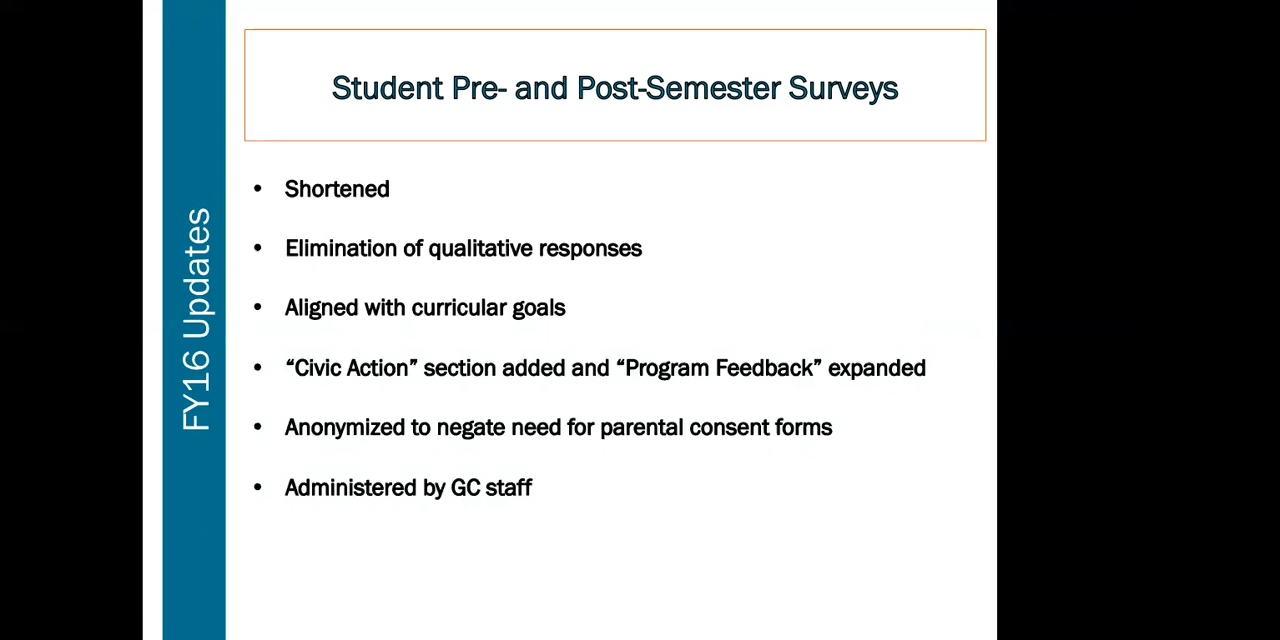 Student Pre- and Post-Semester Surveys
FY16 Updates
• Shortened
• Elimination of qualitative responses
• Aligned with curricular goals
• “Civic Action” section added and “Program Feedback” expanded
• Anonymized to negate need for parental consent forms
• Administered by GC staff